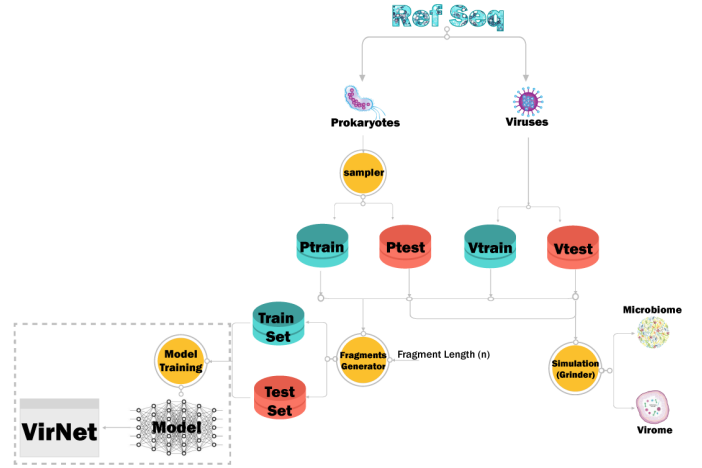 Ref Seq
Prokaryotes
Viruses
sampler
Ptrain
Ptest
Vtrain
Vtest
Microbiome
Train
Set
Model
Training
Fragments
Generator
Fragment Length (n)
Simulation
(Grinder)
Test
Set
VirNet
Model
Virome